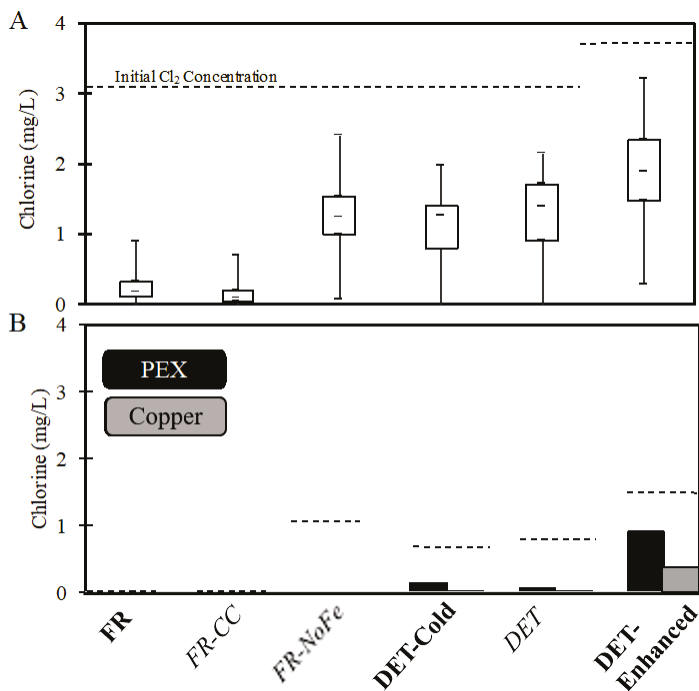 A
4
3
2
1
0
Chlorine (mg/L)
Initial Cl₂ Concentration
B
4
3
2
1
0
Chlorine (mg/L)
PEX
Copper
FR
FR-CC
FR-NoFe
DET-Cold
DET
DET-
Enhanced